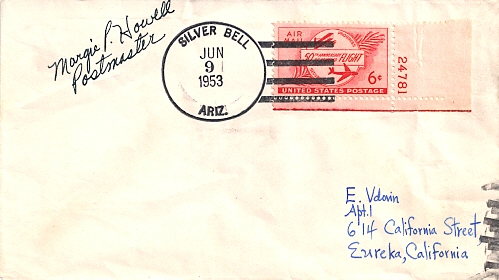 Margie P. Howell
Postmaster
SILVER BELL
JUN
9
1953
ARIZ.
AIR
MAIL
50TH ANNIVERSARY
FLIGHT
6¢
UNITED STATES POSTAGE
24781
E. Vdovin
Apt. 1
614 California Street
Eureka, California